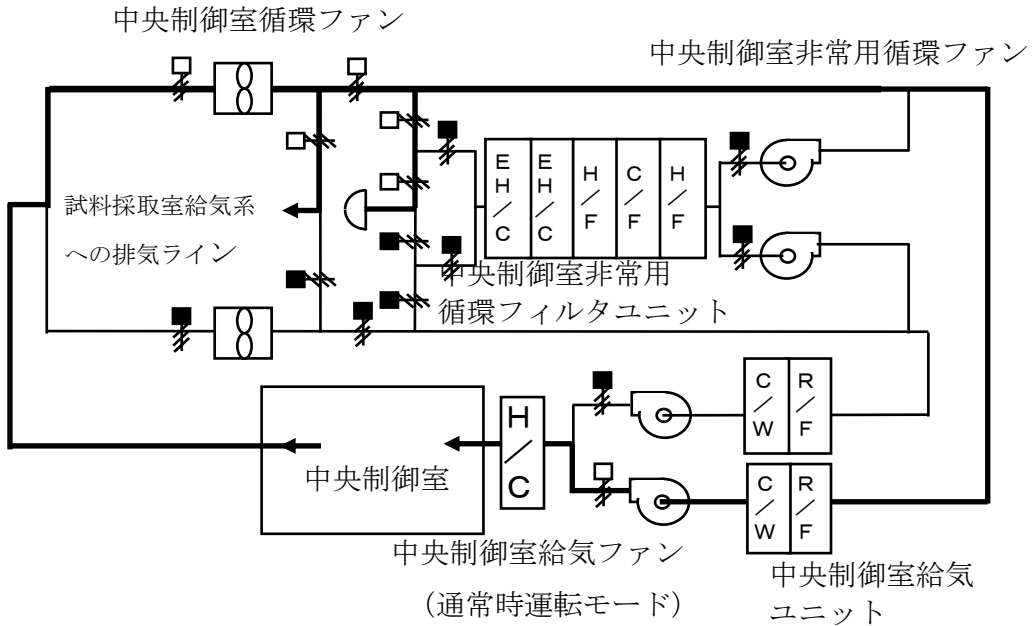 中央制御室循環ファン
中央制御室非常用循環ファン
試料採取室給気系
への排気ライン
EH/C
EH/C
H/F
C/F
H/F
中央制御室非常用
循環フィルタユニット
C/W
R/F
H/C
中央制御室
C/W
R/F
中央制御室給気ファン
(通常時運転モード)
中央制御室給気
ユニット